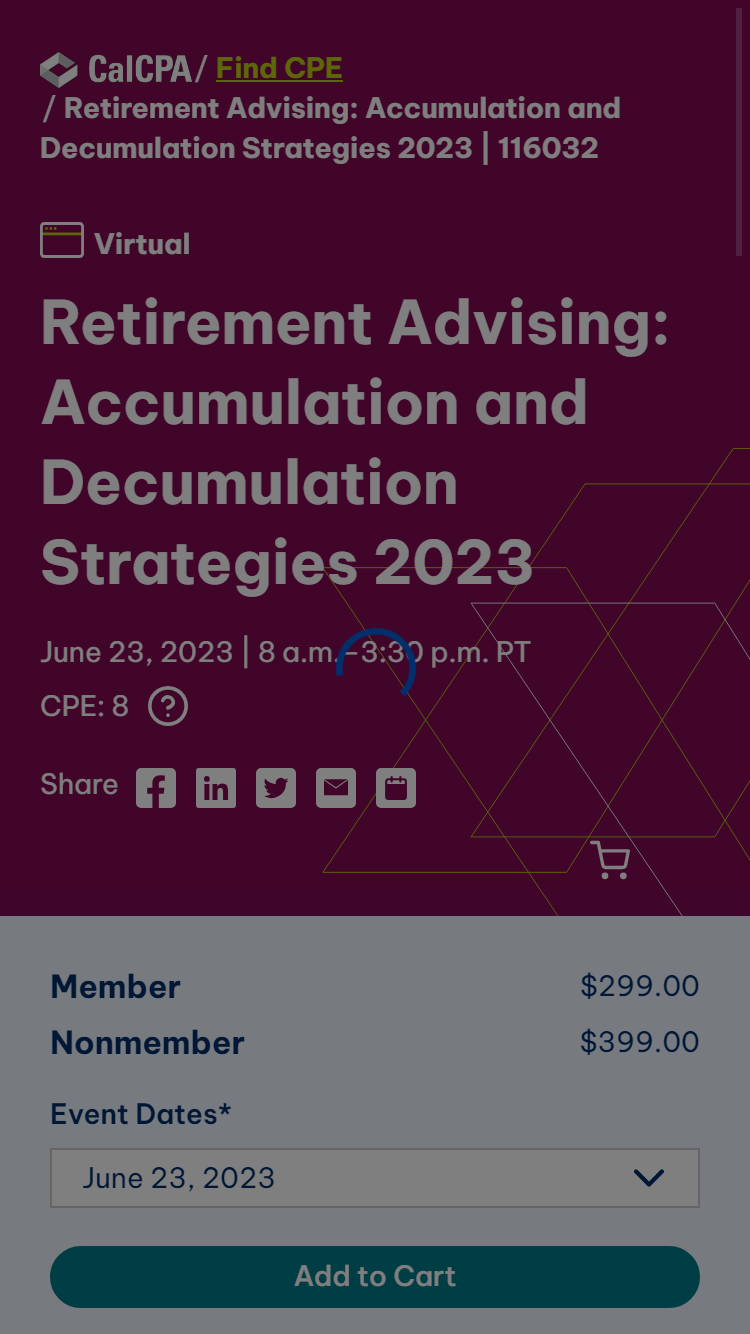 CalCPA / Find CPE
/ Retirement Advising: Accumulation and
Decumulation Strategies 2023 | 116032
Virtual
Retirement Advising:
Accumulation and
Decumulation
Strategies 2023
June 23, 2023 | 8 a.m.–3:30 p.m. PT
CPE: 8 ?
Share
Member $299.00
Nonmember $399.00
Event Dates*
June 23, 2023
Add to Cart